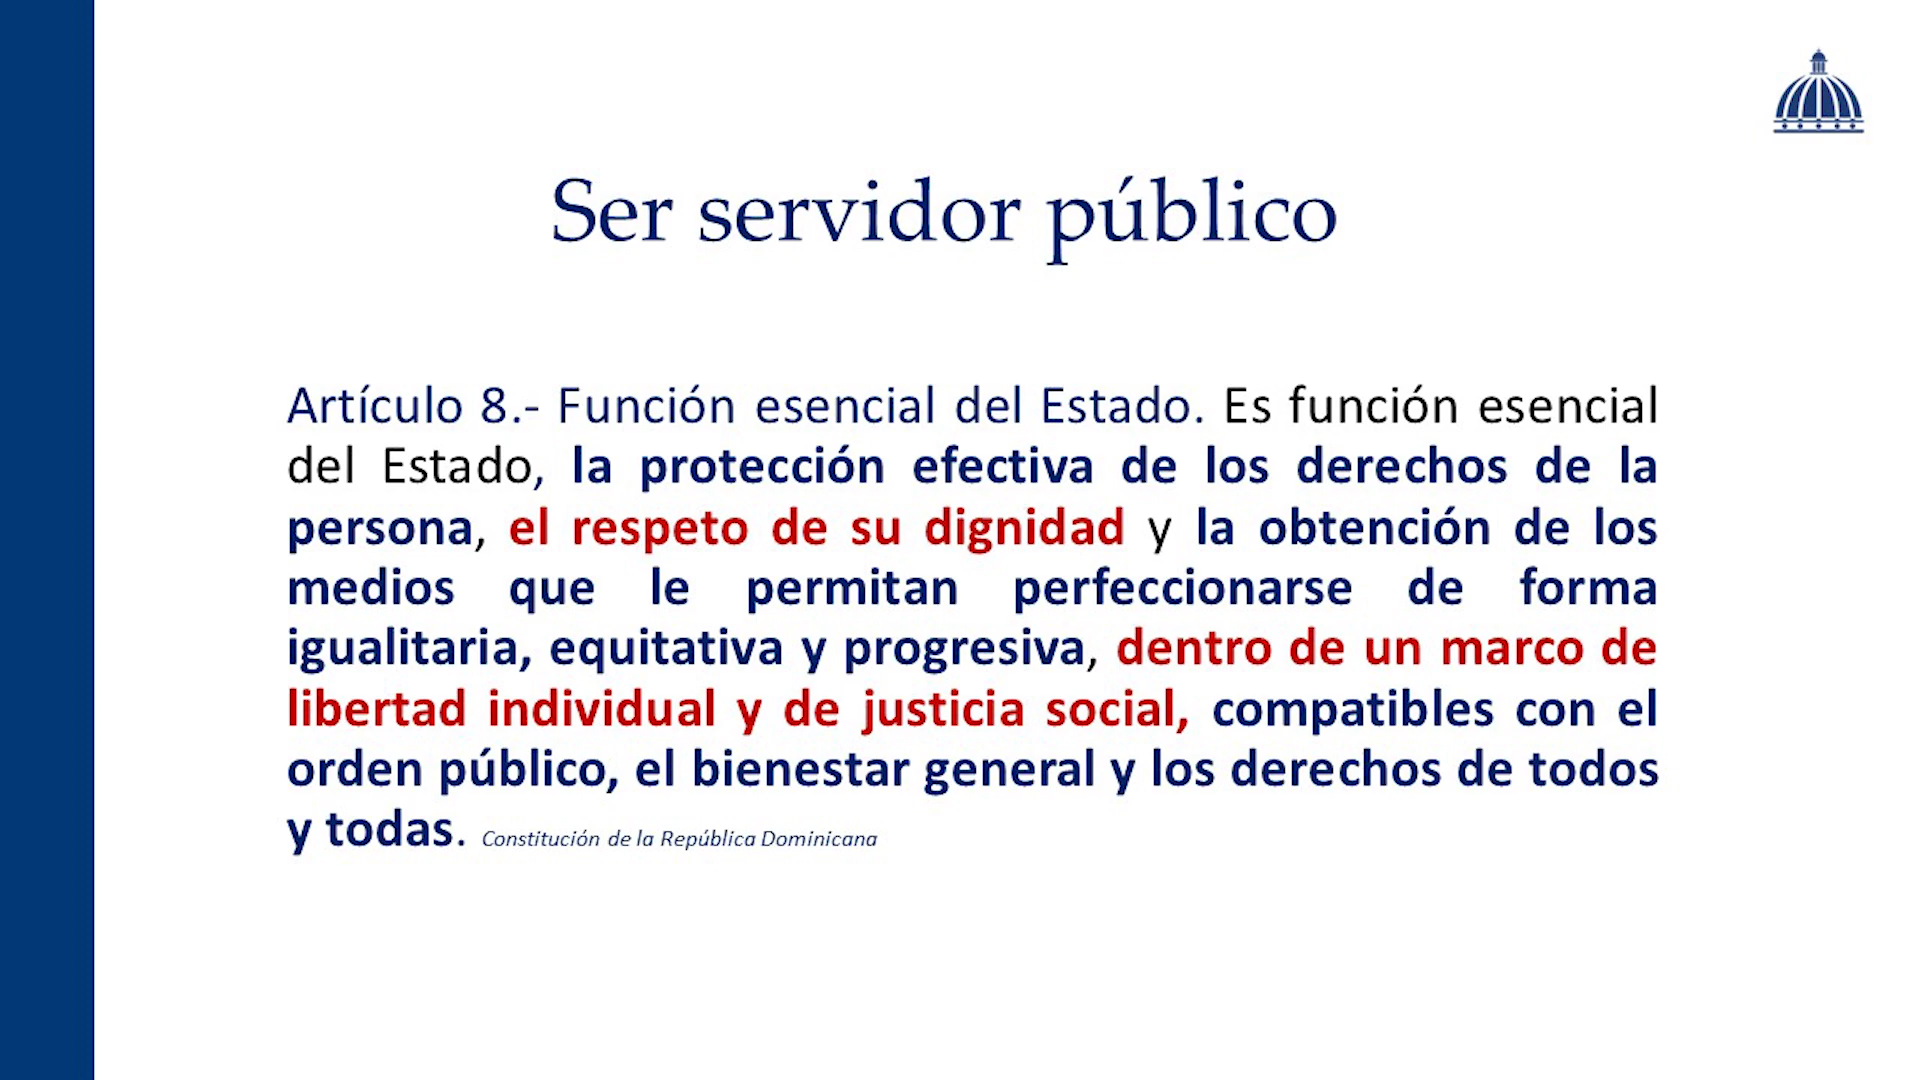 Ser servidor público
Artículo 8.- Función esencial del Estado. Es función esencial
del Estado, la protección efectiva de los derechos de la
persona, el respeto de su dignidad y la obtención de los
medios que le permitan perfeccionarse de forma
igualitaria, equitativa y progresiva, dentro de un marco de
libertad individual y de justicia social, compatibles con el
orden público, el bienestar general y los derechos de todos
y todas. Constitución de la República Dominicana